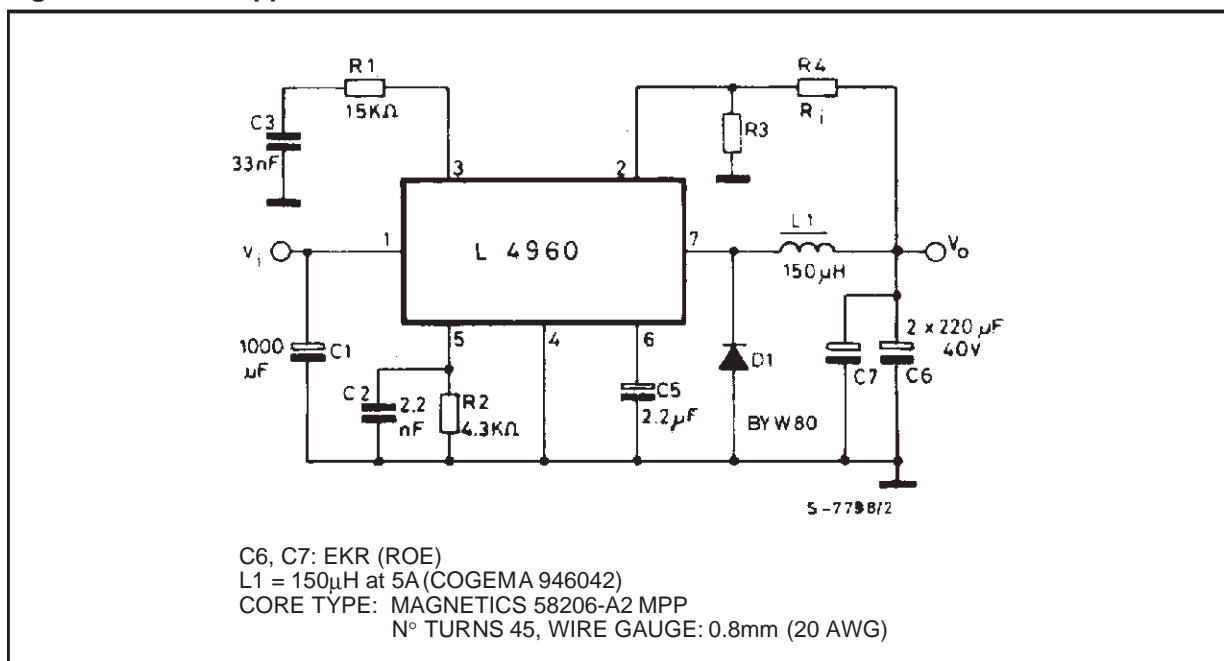 R1
15KΩ
C3
33nF
3
2
R4
Ri
R3
Vi
1
L 4960
7
L1
150µH
Vo
5
4
6
1000
µF
C1
C2
2.2
nF
R2
4.3KΩ
C5
2.2µF
D1
BYW80
C7
C6
2 x 220 µF
40V
S-7798/2
C6, C7: EKR (ROE)
L1 = 150µH at 5A (COGEMA 946042)
CORE TYPE: MAGNETICS 58206-A2 MPP
N° TURNS 45, WIRE GAUGE: 0.8mm (20 AWG)